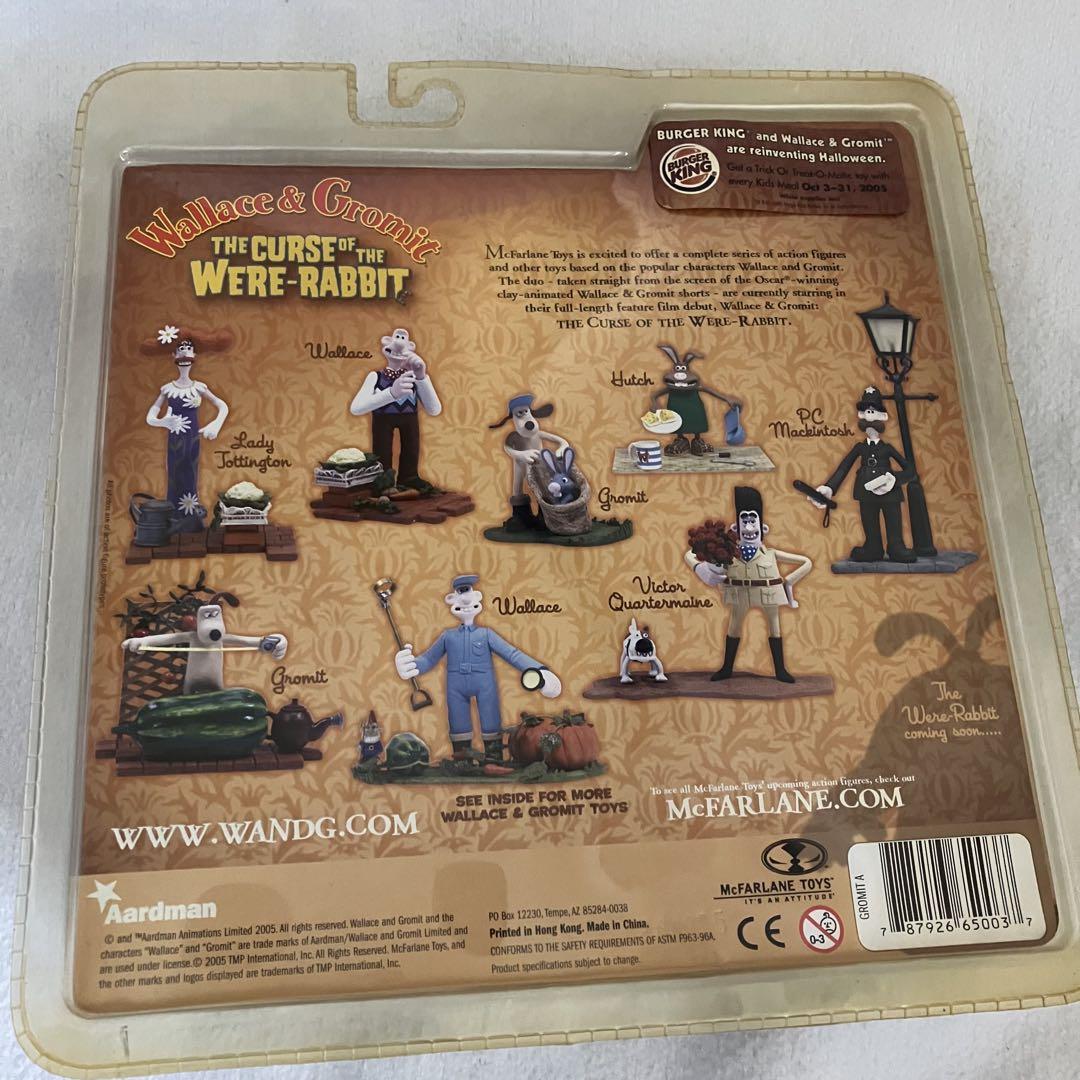 BURGER KING and Wallace & Gromit™
are reinventing Halloween.
BURGER
KING
Get a Trick Or Treat-O-Matic toy with
every Kids Meal Oct 3-31, 2005
While supplies last
Wallace & Gromit
THE CURSE OF THE
WERE-RABBIT
McFarlane Toys is excited to offer a complete series of action figures
and other toys based on the popular characters Wallace and Gromit.
The duo - taken straight from the screen of the Oscar®-winning
clay-animated Wallace & Gromit shorts - are currently starring in
their full-length feature film debut, Wallace & Gromit:
THE CURSE OF THE WERE-RABBIT.
Wallace
Hutch
PC
Mackintosh
Lady
Tottington
Gromit
Victor
Quartermaine
Wallace
Gromit
The
Were-Rabbit
coming soon.....
SEE INSIDE FOR MORE
WALLACE & GROMIT TOYS
To see all McFarlane Toys' upcoming action figures, check out
MCFARLANE.COM
WWW.WANDG.COM
Aardman
© and ™Aardman Animations Limited 2005. All rights reserved. Wallace and Gromit and the
characters "Wallace" and "Gromit" are trade marks of Aardman/Wallace and Gromit Limited and
are used under license.© 2005 TMP International, Inc. All Rights Reserved. McFarlane Toys, and
the other marks and logos displayed are trademarks of TMP International, Inc.
PO Box 12230, Tempe, AZ 85284-0038
Printed in Hong Kong. Made in China.
CONFORMS TO THE SAFETY REQUIREMENTS OF ASTM F963-96A.
Product specifications subject to change.
MCFARLANE TOYS™
IT'S AN ATTITUDE
CE
0-3
GROMIT A
7 87926 65003 7